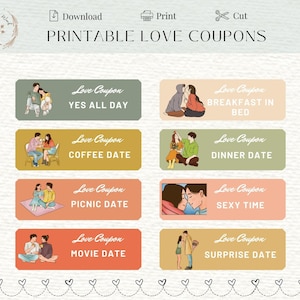 Download Print Cut
PRINTABLE LOVE COUPONS
Love Coupon
YES ALL DAY
Love Coupon
BREAKFAST IN
BED
Love Coupon
COFFEE DATE
Love Coupon
DINNER DATE
Love Coupon
PICNIC DATE
Love Coupon
SEXY TIME
Love Coupon
MOVIE DATE
Love Coupon
SURPRISE DATE